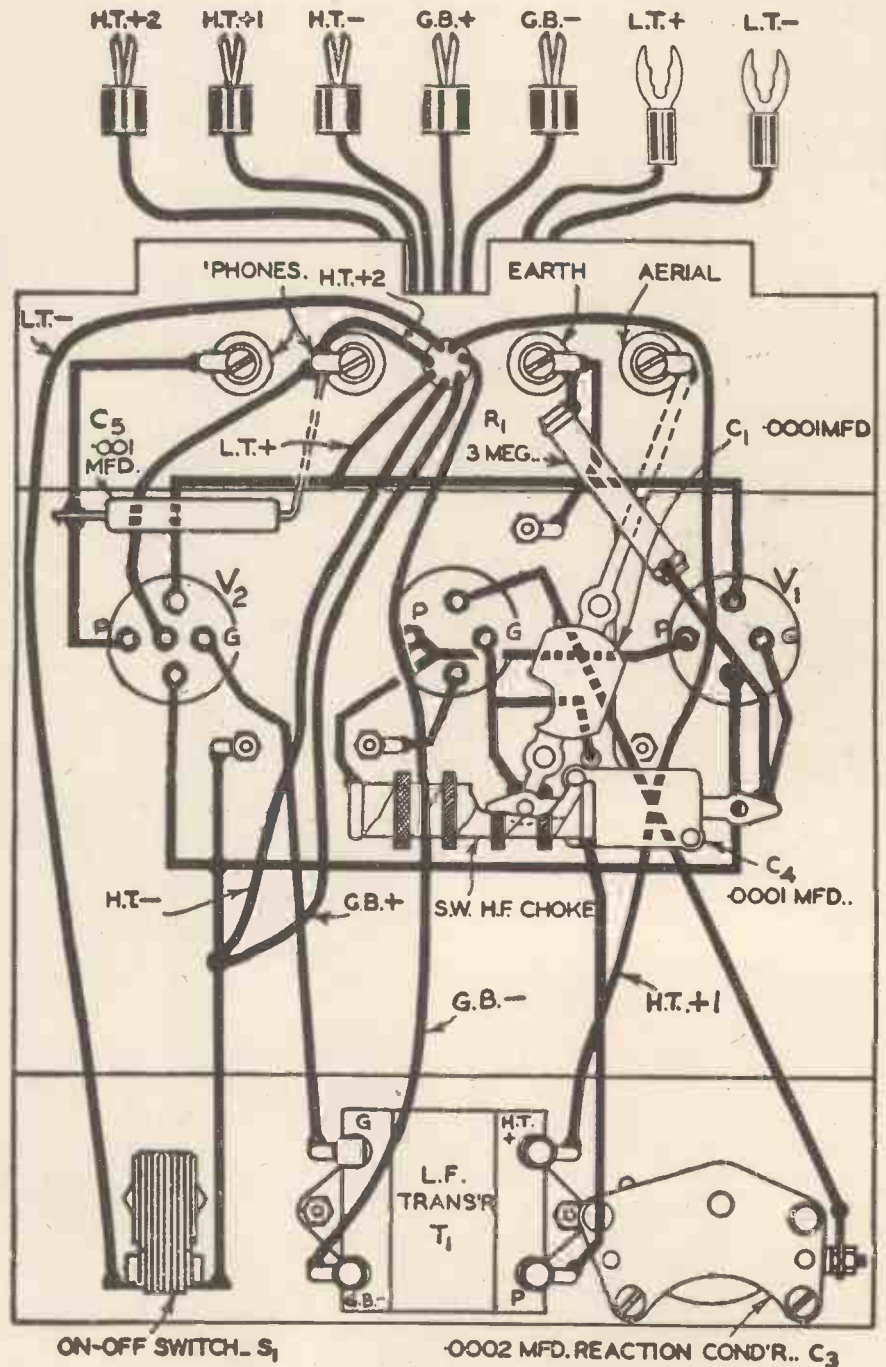 H.T.+2 H.T.+1 H.T.- G.B.+ G.B.- L.T.+ L.T.-
'PHONES. H.T.+2 EARTH AERIAL
L.T.-
C5
.001
MFD.
L.T.+
R1
3 MEG..
C1 .0001MFD
V2
P G
P G
V1
P G
H.T.-
G.B.+
S.W. H.F. CHOKE
C4
.0001 MFD..
G.B.-
H.T.+1
G
H.T.
+
L.F.
TRANS'R
T1
G.B.-
P
ON-OFF SWITCH_ S1
.0002 MFD. REACTION COND'R.. C3